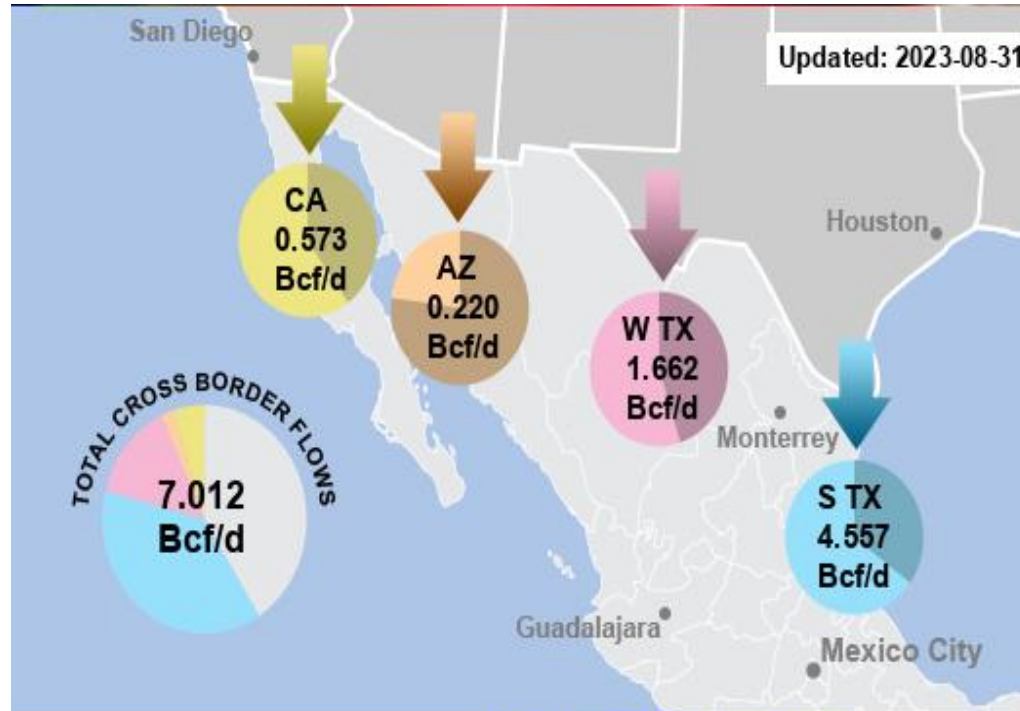 San Diego
Updated: 2023-08-31
CA
0.573
Bcf/d
AZ
0.220
Bcf/d
Houston
W TX
1.662
Bcf/d
Monterrey
TOTAL CROSS BORDER FLOWS
7.012
Bcf/d
S TX
4.557
Bcf/d
Guadalajara
Mexico City